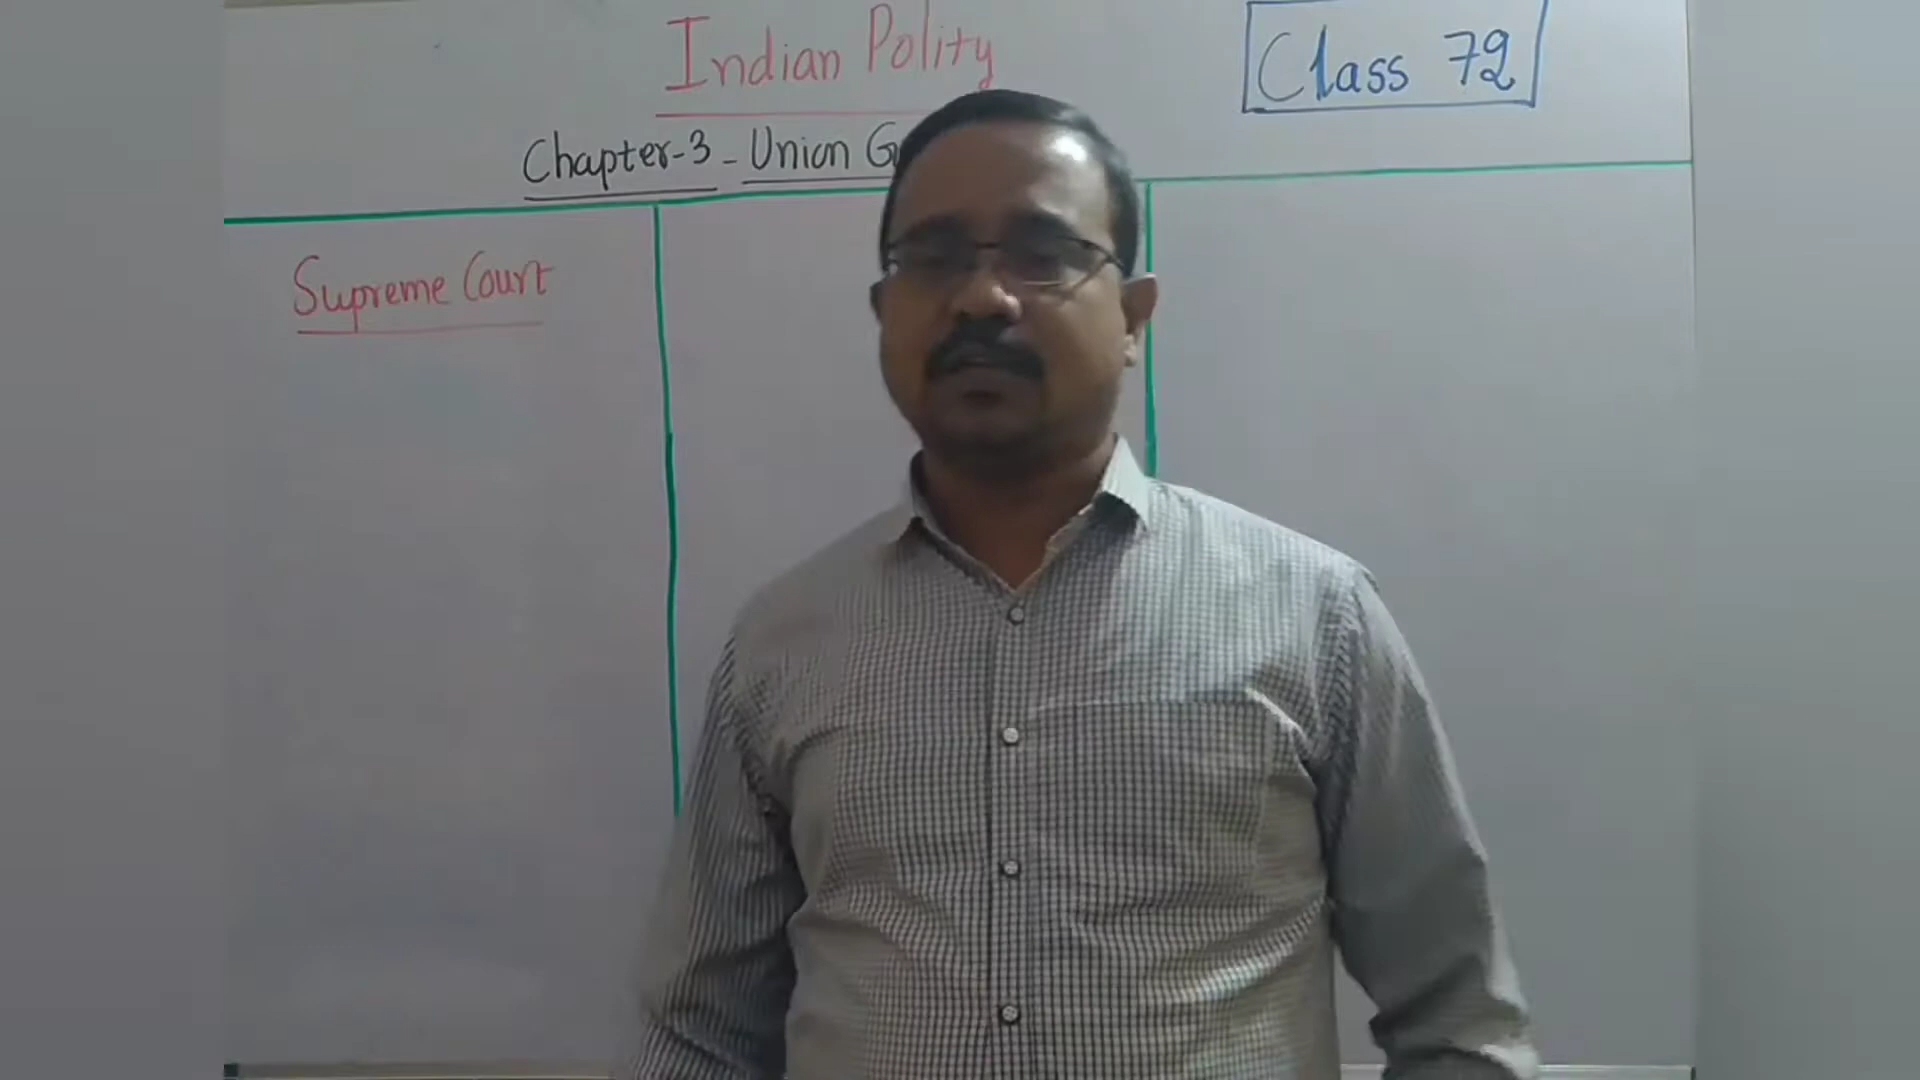 Indian Polity
Class 72
Chapter-3 - Union
Supreme Court